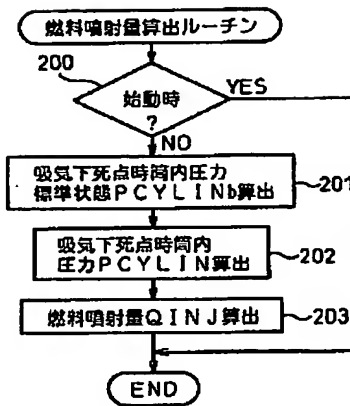 燃料噴射量算出ルーチン
200
始動時
?
YES
NO
吸気下死点時筒内圧力
標準状態PCYLINb算出
201
吸気下死点時筒内
圧力PCYLIN算出
202
燃料噴射量QINJ算出
203
END